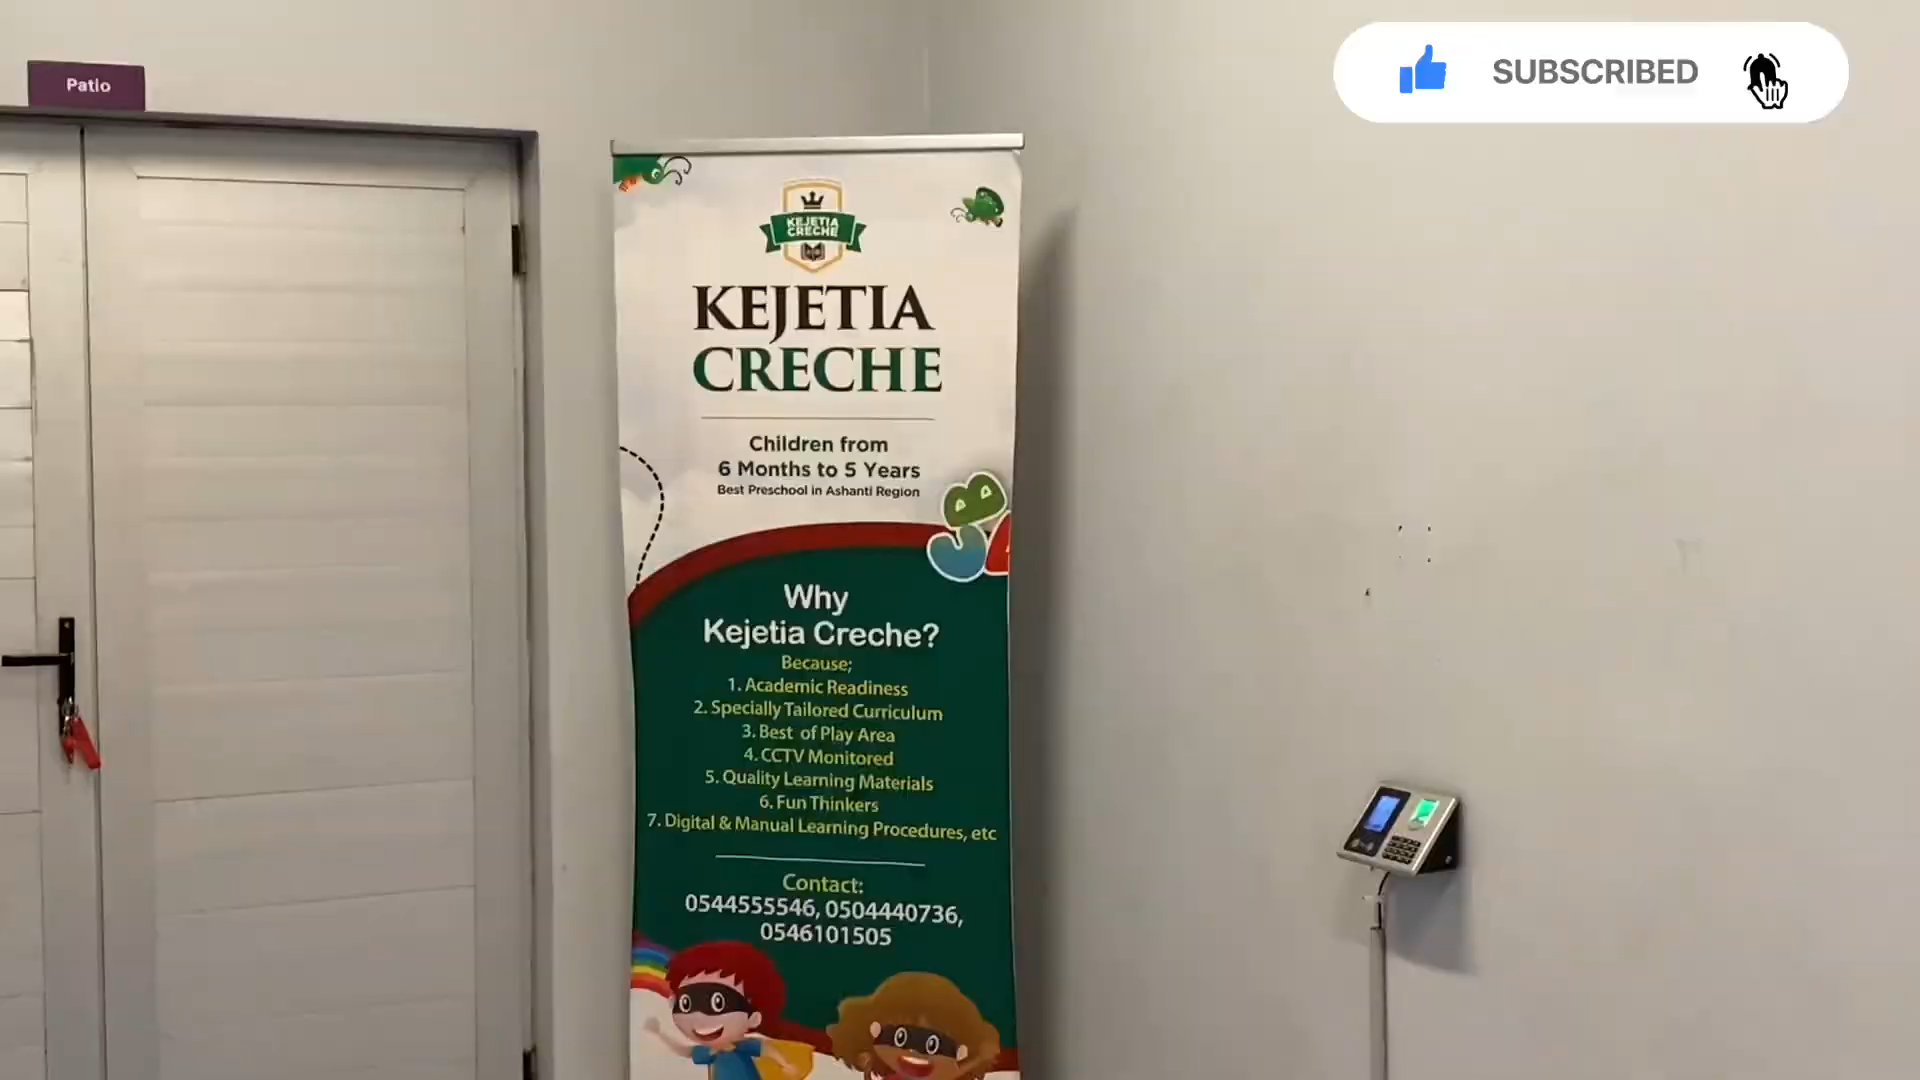 Patio
SUBSCRIBED
KEJETIA
CRECHE
KEJETIA
CRECHE
Children from
6 Months to 5 Years
Best Preschool in Ashanti Region
Why
Kejetia Creche?
Because;
1. Academic Readiness
2. Specially Tailored Curriculum
3. Best of Play Area
4. CCTV Monitored
5. Quality Learning Materials
6. Fun Thinkers
7. Digital & Manual Learning Procedures, etc
Contact:
0544555546, 0504440736,
0546101505